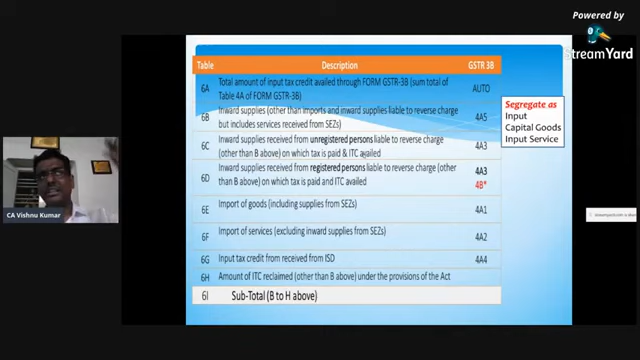 Powered by
StreamYard
Table Description GSTR 3B
6A Total amount of input tax credit availed through FORM GSTR-3B (sum total of
Table 4A of FORM GSTR-3B) AUTO
6B Inward supplies (other than imports and inward supplies liable to reverse charge
but includes services received from SEZs) 4A5
6C Inward supplies received from unregistered persons liable to reverse charge
(other than B above) on which tax is paid & ITC availed 4A3
6D Inward supplies received from registered persons liable to reverse charge (other
than B above) on which tax is paid and ITC availed 4A3
4B*
6E Import of goods (including supplies from SEZs) 4A1
6F Import of services (excluding inward supplies from SEZs) 4A2
6G Input tax credit from received from ISD 4A4
6H Amount of ITC reclaimed (other than B above) under the provisions of the Act
6I Sub-Total (B to H above)
Segregate as
Input
Capital Goods
Input Service
CA Vishnu Kumar